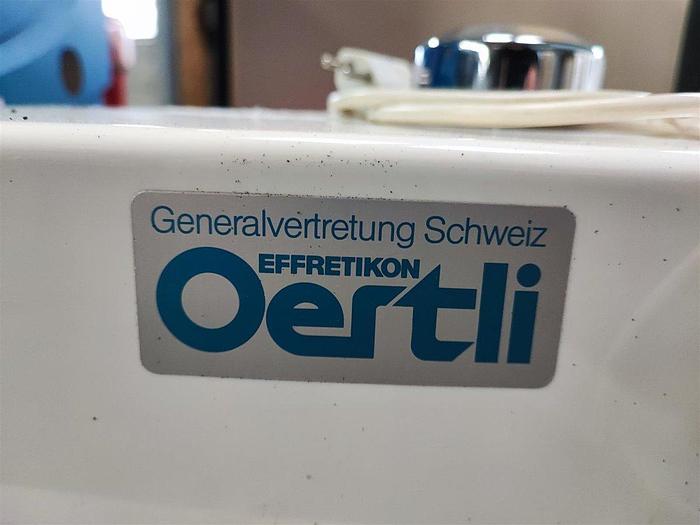 Generalvertretung Schweiz
EFFRETIKON
Oertli